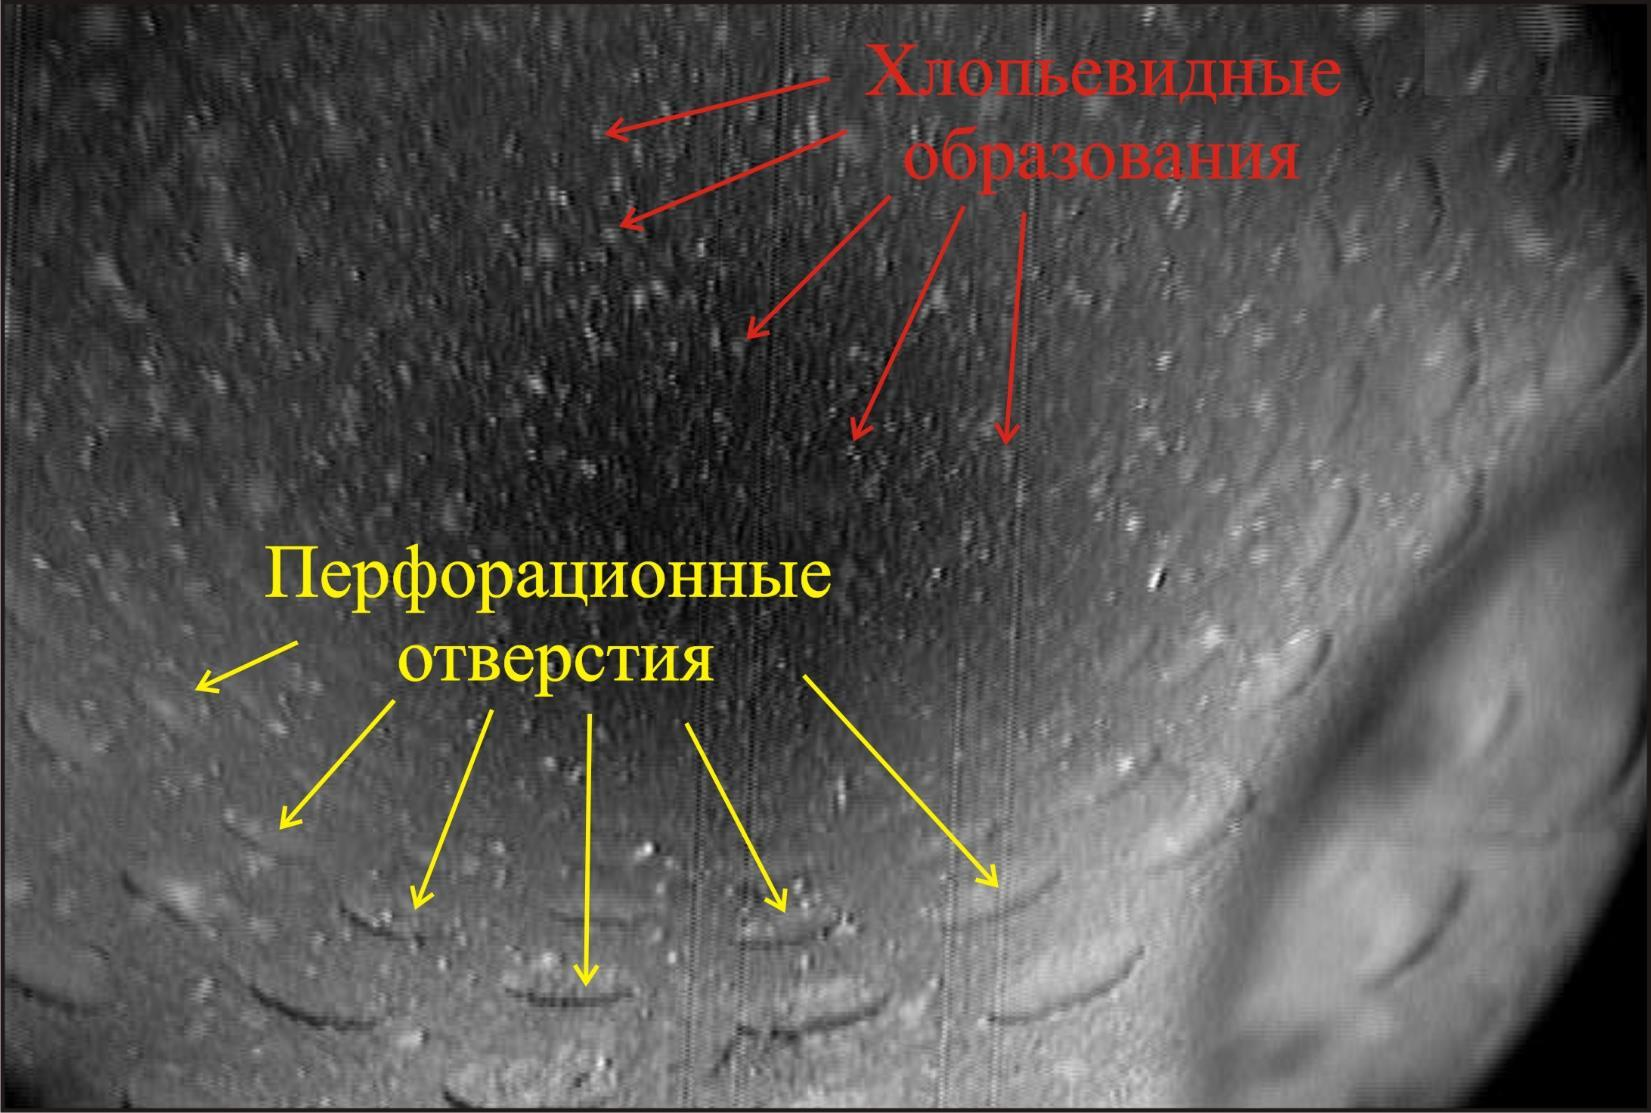 Хлопьевидные
образования
Перфорационные
отверстия